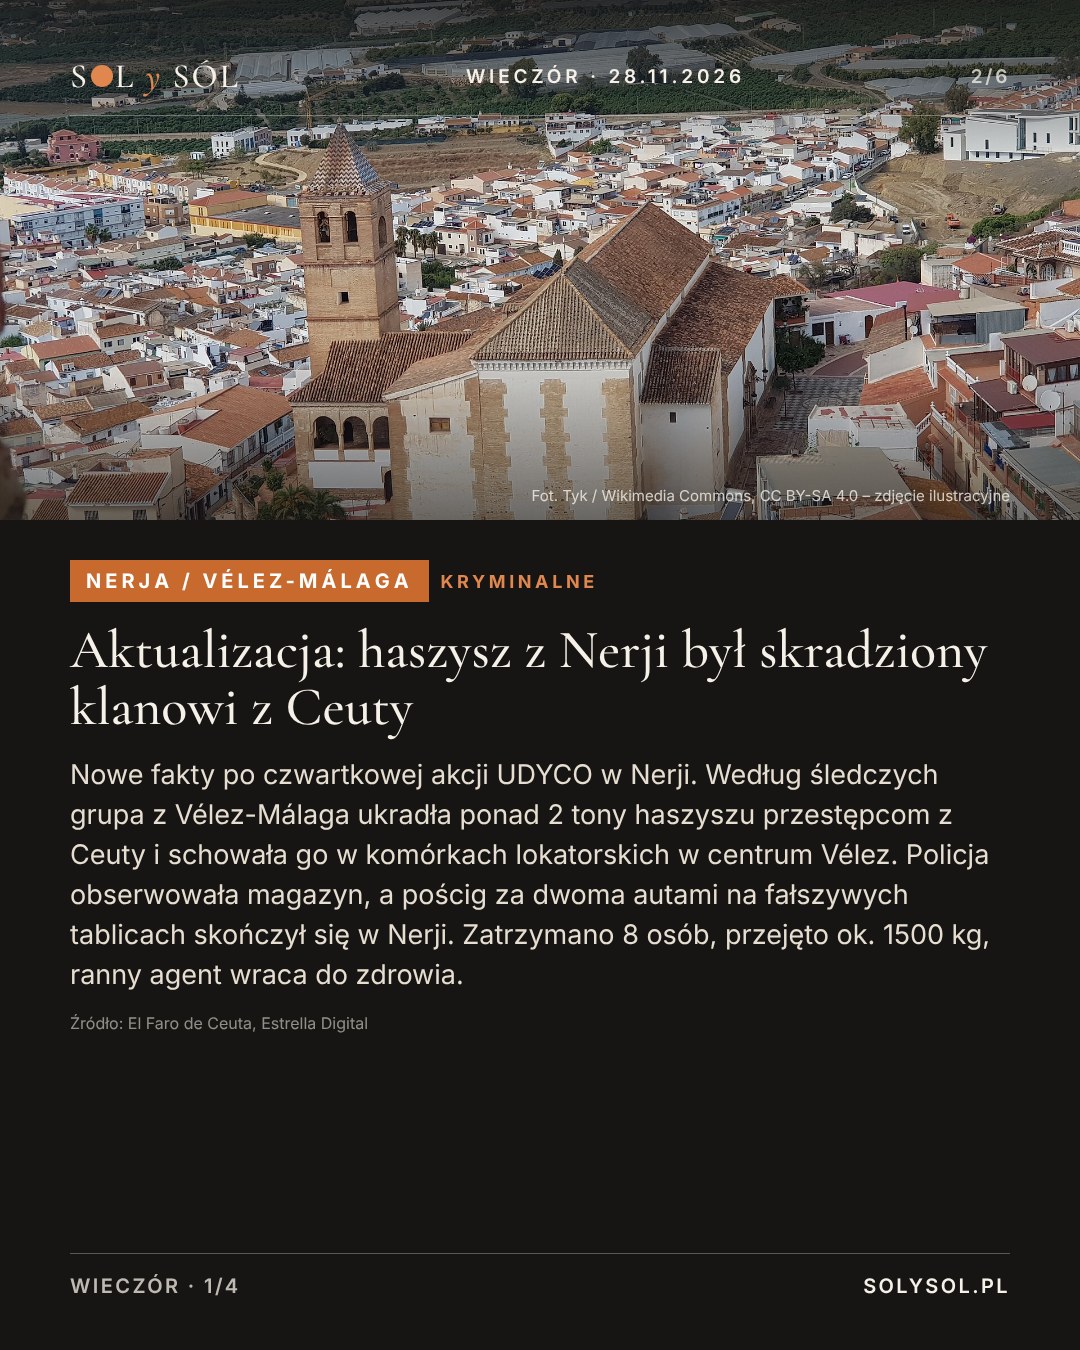 SOL y SÓL
WIECZÓR · 28.11.2026
2/6
Fot. Tyk / Wikimedia Commons, CC BY-SA 4.0 – zdjęcie ilustracyjne
NERJA / VÉLEZ-MÁLAGA
KRYMINALNE
Aktualizacja: haszysz z Nerji był skradziony
klanowi z Ceuty
Nowe fakty po czwartkowej akcji UDYCO w Nerji. Według śledczych
grupa z Vélez-Málaga ukradła ponad 2 tony haszyszu przestępcom z
Ceuty i schowała go w komórkach lokatorskich w centrum Vélez. Policja
obserwowała magazyn, a pościg za dwoma autami na fałszywych
tablicach skończył się w Nerji. Zatrzymano 8 osób, przejęto ok. 1500 kg,
ranny agent wraca do zdrowia.
Źródło: El Faro de Ceuta, Estrella Digital
WIECZÓR · 1/4
SOLYSOL.PL